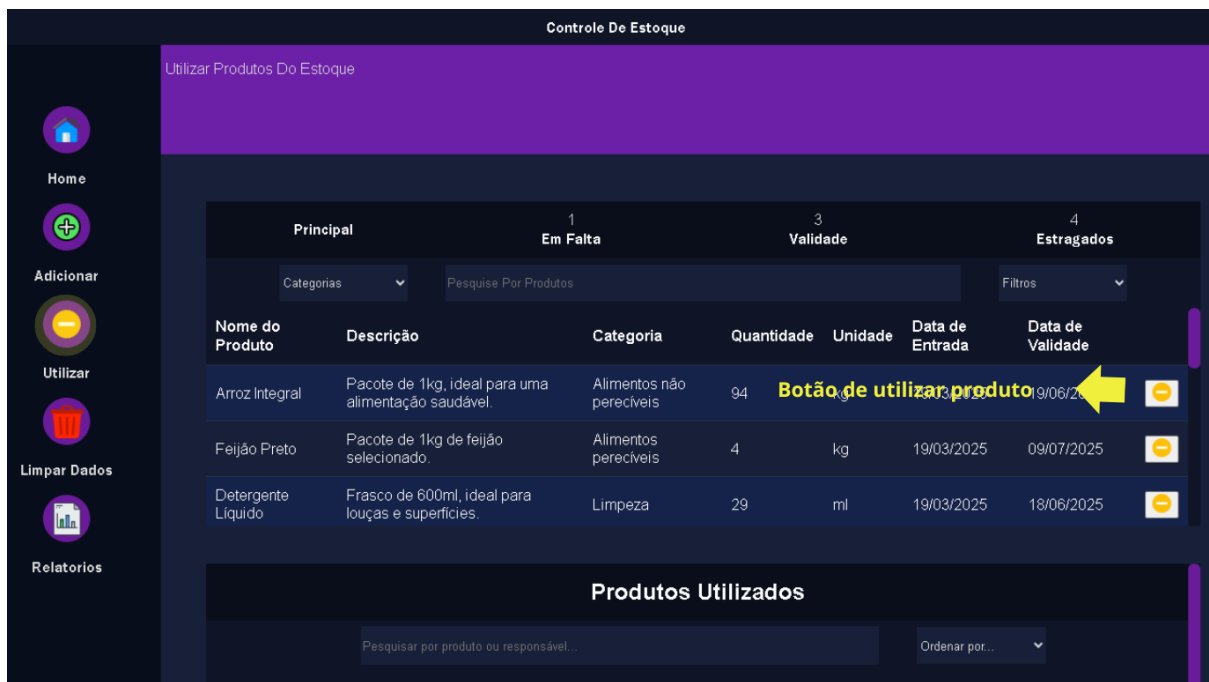 Controle De Estoque
Utilizar Produtos Do Estoque
Home
Adicionar
Utilizar
Limpar Dados
Relatorios
Principal
1
Em Falta
3
Validade
4
Estragados
Categorias
Pesquise Por Produtos
Filtros
Nome do
Produto
Descrição
Categoria
Quantidade
Unidade
Data de
Entrada
Data de
Validade
Arroz Integral
Pacote de 1kg, ideal para uma
alimentação saudável.
Alimentos não
perecíveis
94
kg
Botão de utilizar produto
Feijão Preto
Pacote de 1kg de feijão
selecionado.
Alimentos
perecíveis
4
kg
19/03/2025
09/07/2025
Detergente
Líquido
Frasco de 600ml, ideal para
louças e superfícies.
Limpeza
29
ml
19/03/2025
18/06/2025
Produtos Utilizados
Pesquisar por produto ou responsável...
Ordenar por...